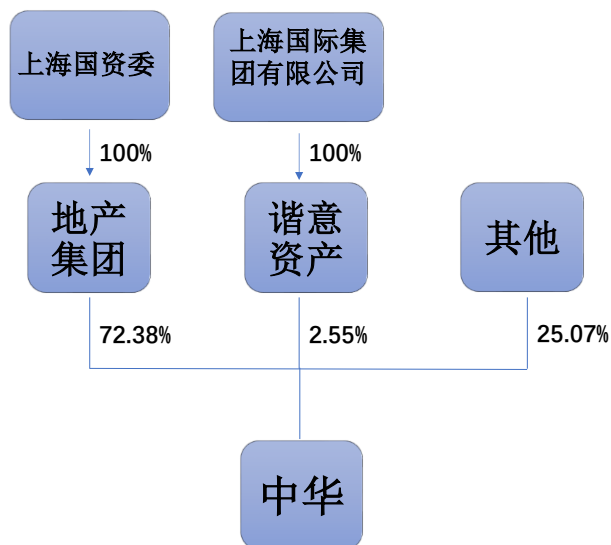 上海国资委
上海国际集
团有限公司
100%
100%
地产
集团
谐意
资产
其他
72.38%
2.55%
25.07%
中华